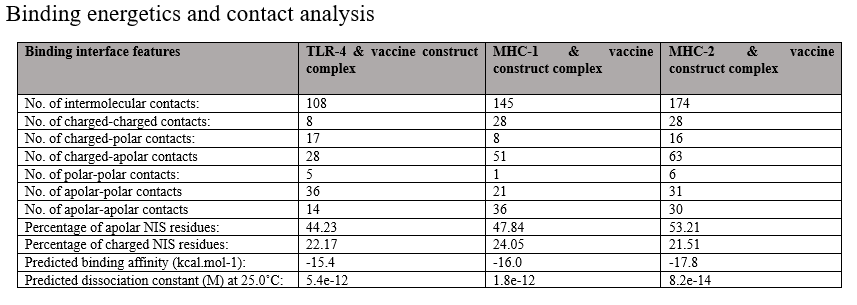 Binding energetics and contact analysis
Binding interface features TLR-4 & vaccine construct complex MHC-1 & vaccine construct complex MHC-2 & vaccine construct complex
No. of intermolecular contacts: 108 145 174
No. of charged-charged contacts: 8 28 28
No. of charged-polar contacts: 17 8 16
No. of charged-apolar contacts 28 51 63
No. of polar-polar contacts: 5 1 6
No. of apolar-polar contacts 36 21 31
No. of apolar-apolar contacts 14 36 30
Percentage of apolar NIS residues: 44.23 47.84 53.21
Percentage of charged NIS residues: 22.17 24.05 21.51
Predicted binding affinity (kcal.mol-1): -15.4 -16.0 -17.8
Predicted dissociation constant (M) at 25.0˚C: 5.4e-12 1.8e-12 8.2e-14